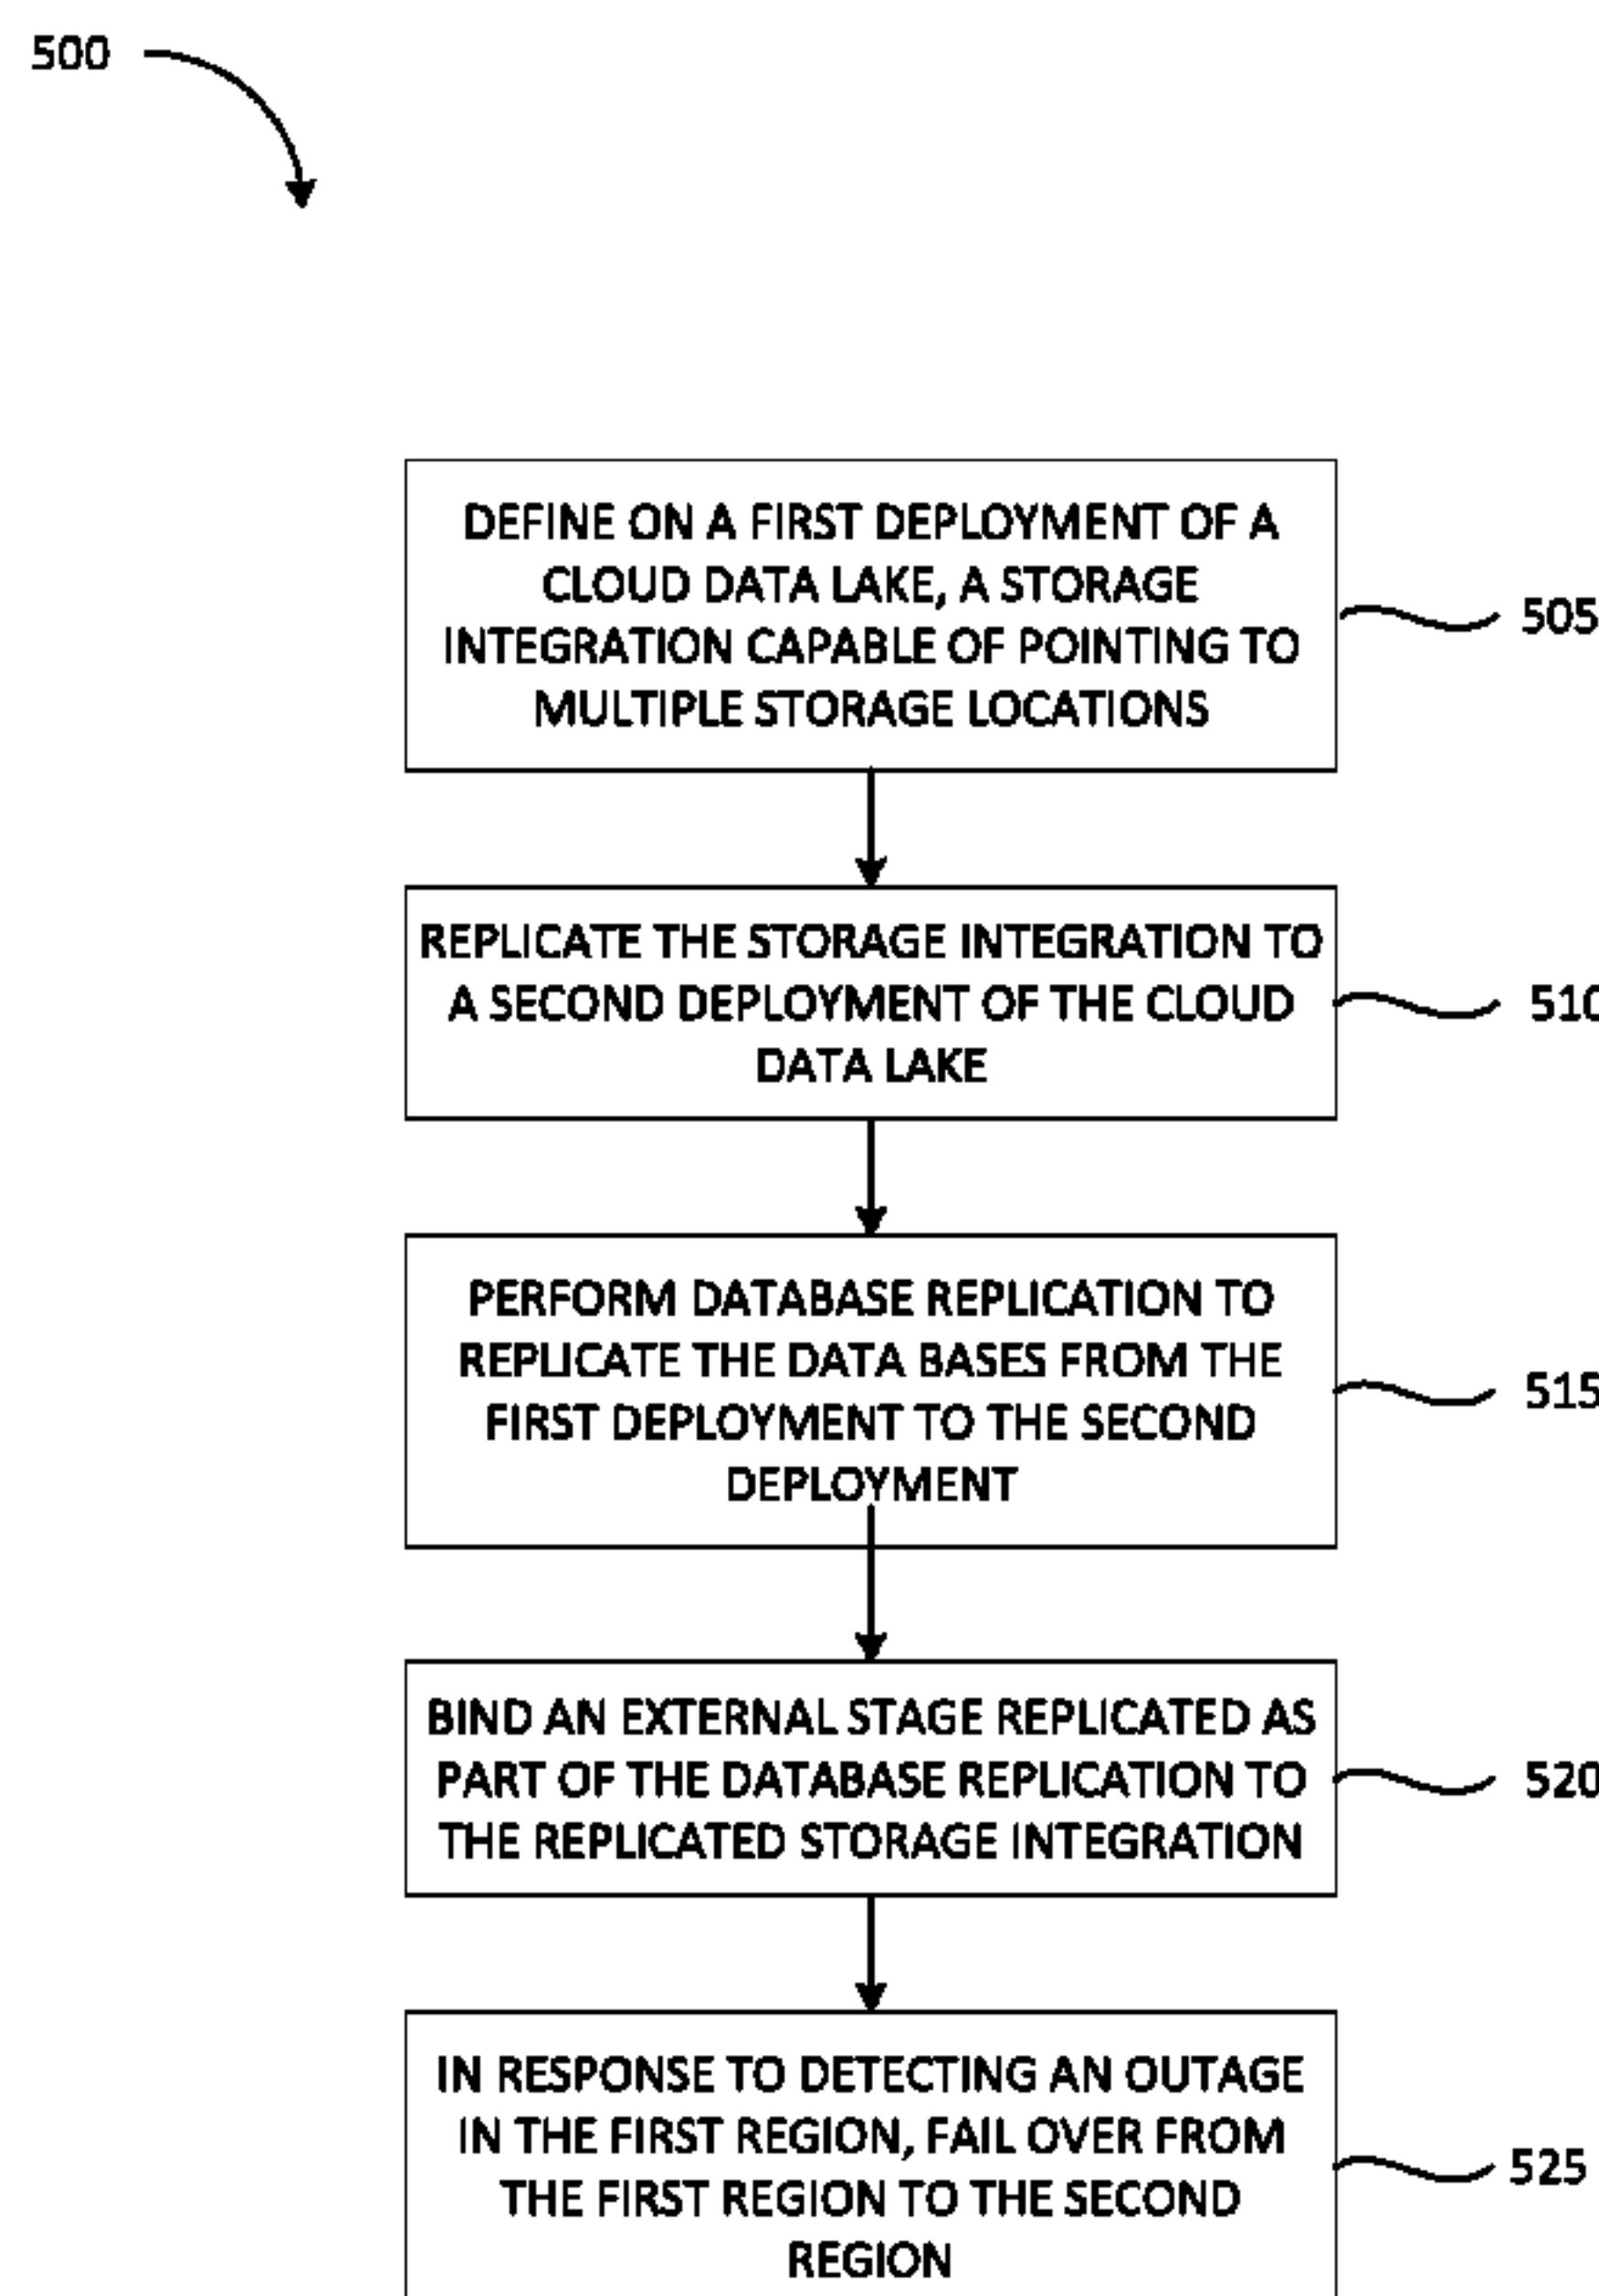 500
DEFINE ON A FIRST DEPLOYMENT OF A
CLOUD DATA LAKE, A STORAGE
INTEGRATION CAPABLE OF POINTING TO
MULTIPLE STORAGE LOCATIONS
505
REPLICATE THE STORAGE INTEGRATION TO
A SECOND DEPLOYMENT OF THE CLOUD
DATA LAKE
510
PERFORM DATABASE REPLICATION TO
REPLICATE THE DATA BASES FROM THE
FIRST DEPLOYMENT TO THE SECOND
DEPLOYMENT
515
BIND AN EXTERNAL STAGE REPLICATED AS
PART OF THE DATABASE REPLICATION TO
THE REPLICATED STORAGE INTEGRATION
520
IN RESPONSE TO DETECTING AN OUTAGE
IN THE FIRST REGION, FAIL OVER FROM
THE FIRST REGION TO THE SECOND
REGION
525